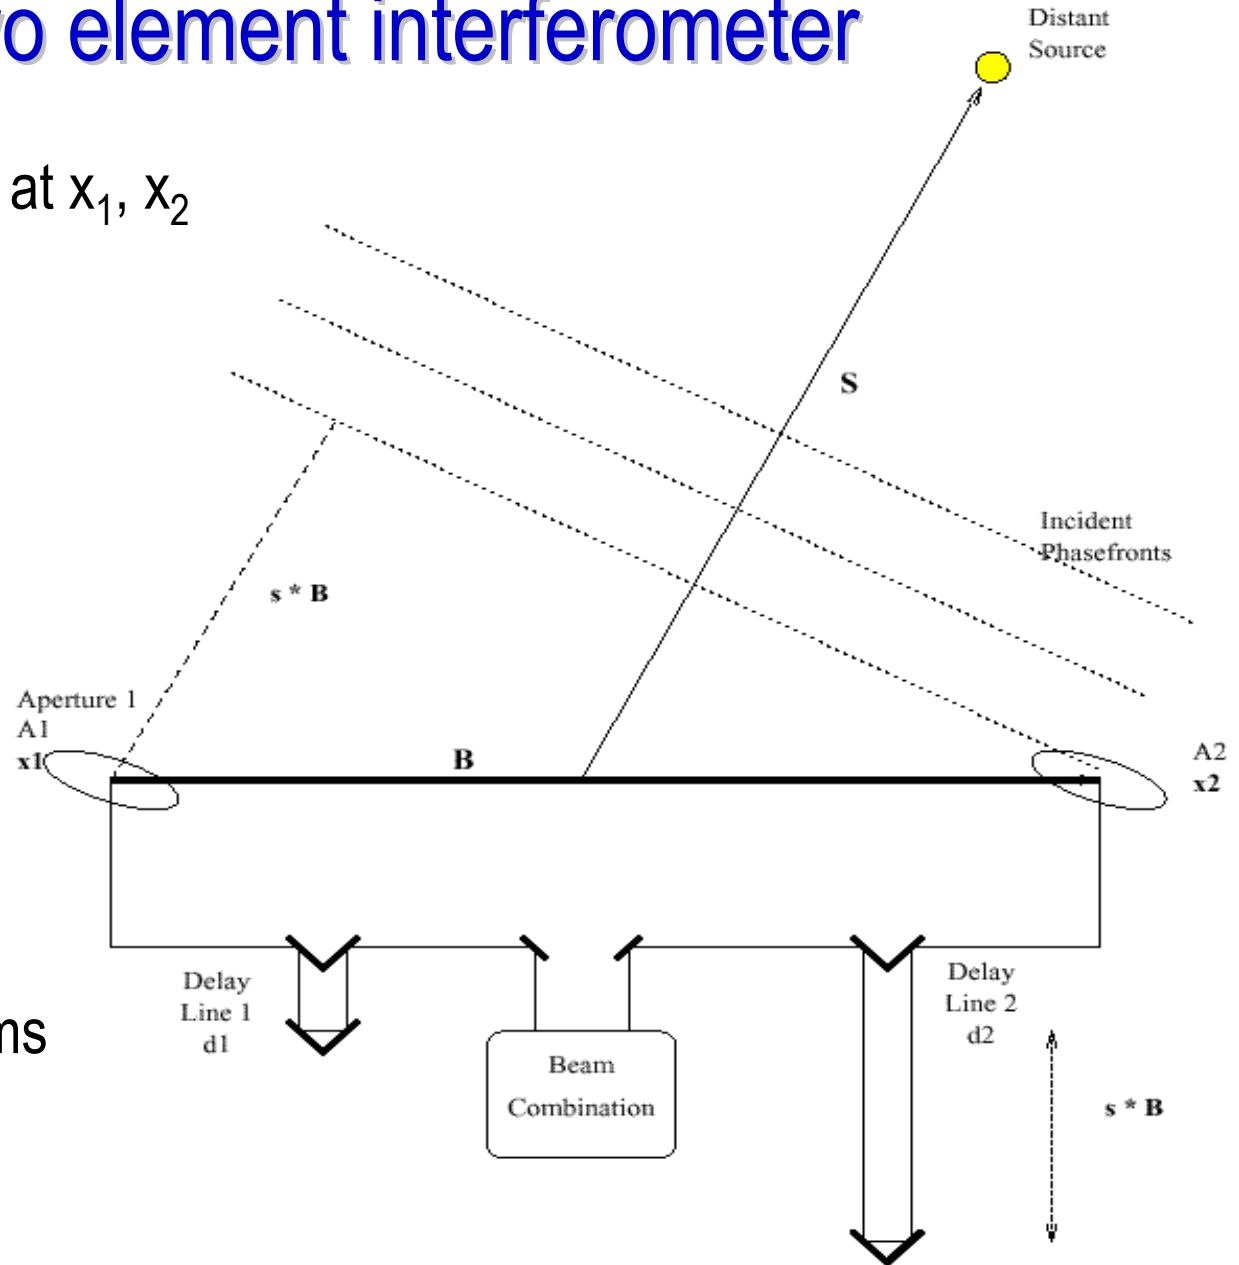 element interferometer
Distant
Source
at x1, x2
S
Incident
Phasefronts
s * B
Aperture 1
A1
x1
B
A2
x2
Delay
Line 1
d1
Delay
Line 2
d2
ms
Beam
Combination
s * B